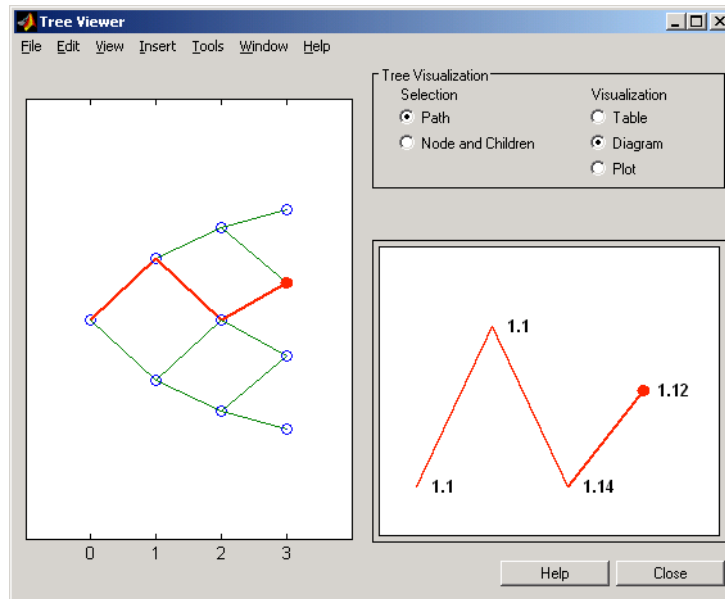 Tree Viewer
File Edit View Insert Tools Window Help
Tree Visualization
Selection Visualization
Path Table
Node and Children Diagram
Plot
1.1
1.12
1.1 1.14
0 1 2 3
Help Close